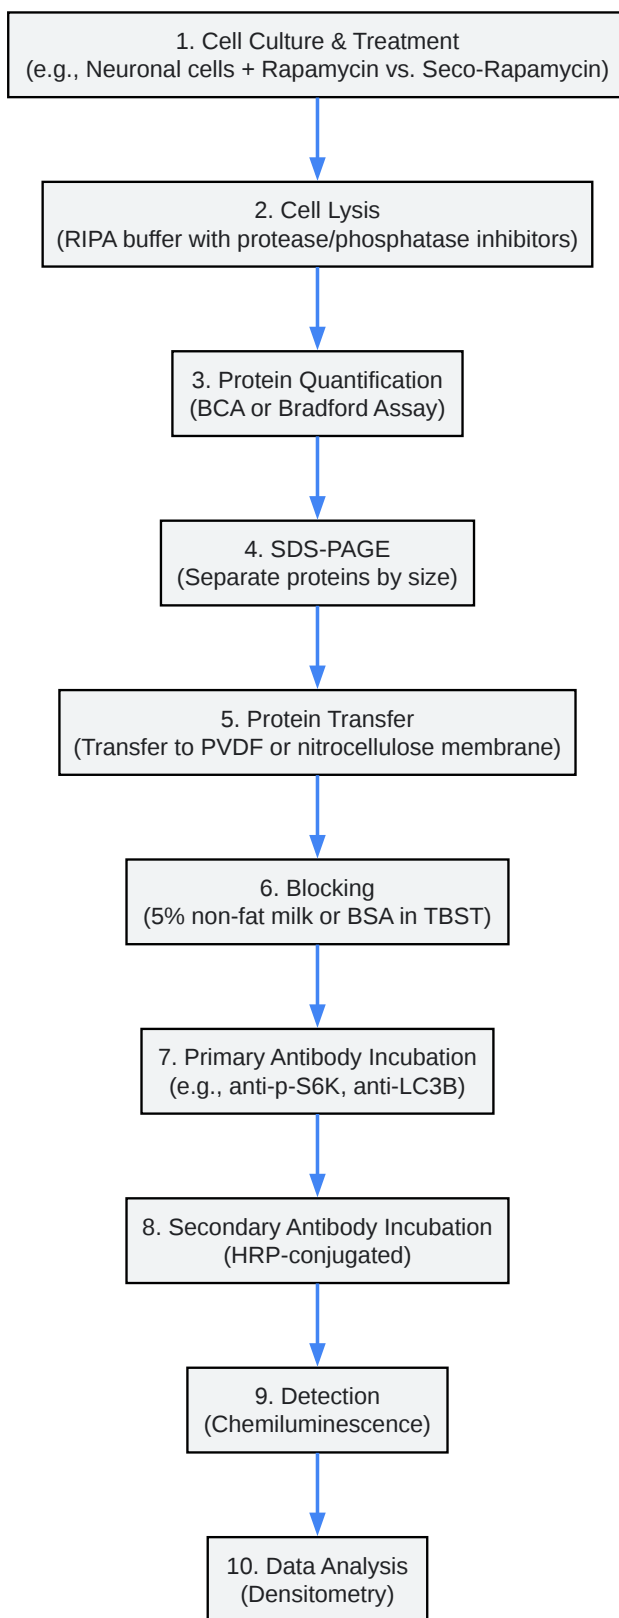 1. Cell Culture & Treatment
(e.g., Neuronal cells + Rapamycin vs. Seco-Rapamycin)
2. Cell Lysis
(RIPA buffer with protease/phosphatase inhibitors)
3. Protein Quantification
(BCA or Bradford Assay)
4. SDS-PAGE
(Separate proteins by size)
5. Protein Transfer
(Transfer to PVDF or nitrocellulose membrane)
6. Blocking
(5% non-fat milk or BSA in TBST)
7. Primary Antibody Incubation
(e.g., anti-p-S6K, anti-LC3B)
8. Secondary Antibody Incubation
(HRP-conjugated)
9. Detection
(Chemiluminescence)
10. Data Analysis
(Densitometry)